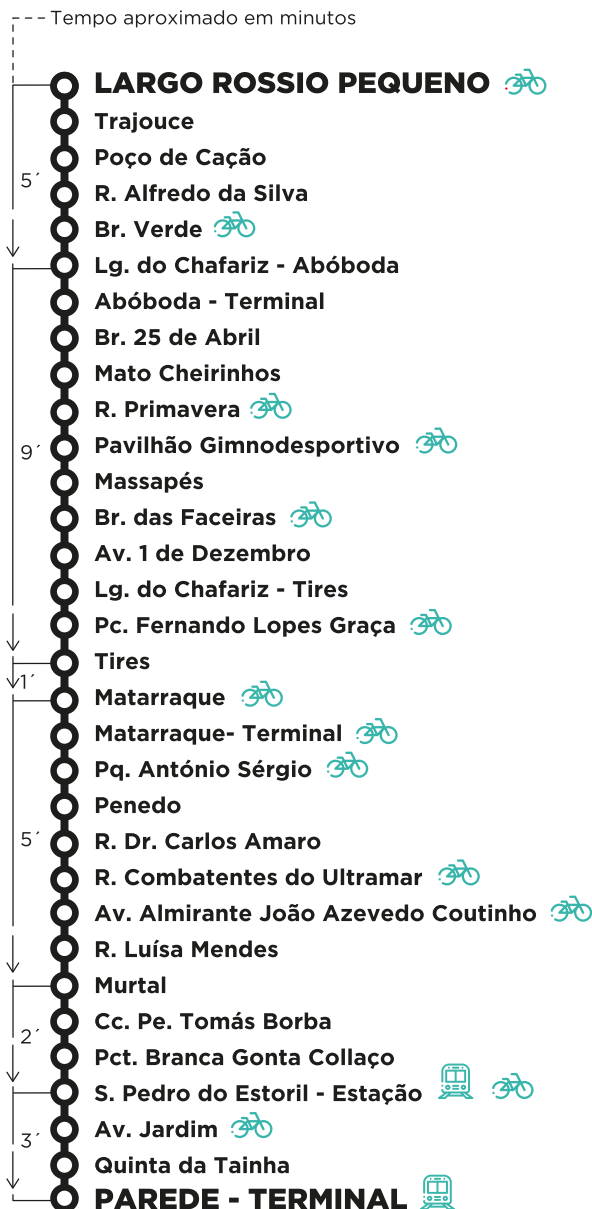 Tempo aproximado em minutos
LARGO ROSSIO PEQUENO
Trajouce
Poço de Cação
5´
R. Alfredo da Silva
Br. Verde
Lg. do Chafariz - Abóboda
Abóboda - Terminal
Br. 25 de Abril
Mato Cheirinhos
R. Primavera
9´
Pavilhão Gimnodesportivo
Massapés
Br. das Faceiras
Av. 1 de Dezembro
Lg. do Chafariz - Tires
Pc. Fernando Lopes Graça
Tires
1´
Matarraque
Matarraque- Terminal
Pq. António Sérgio
Penedo
5´
R. Dr. Carlos Amaro
R. Combatentes do Ultramar
Av. Almirante João Azevedo Coutinho
R. Luísa Mendes
Murtal
Cc. Pe. Tomás Borba
2´
Pct. Branca Gonta Collaço
S. Pedro do Estoril - Estação
Av. Jardim
3´
Quinta da Tainha
PAREDE - TERMINAL